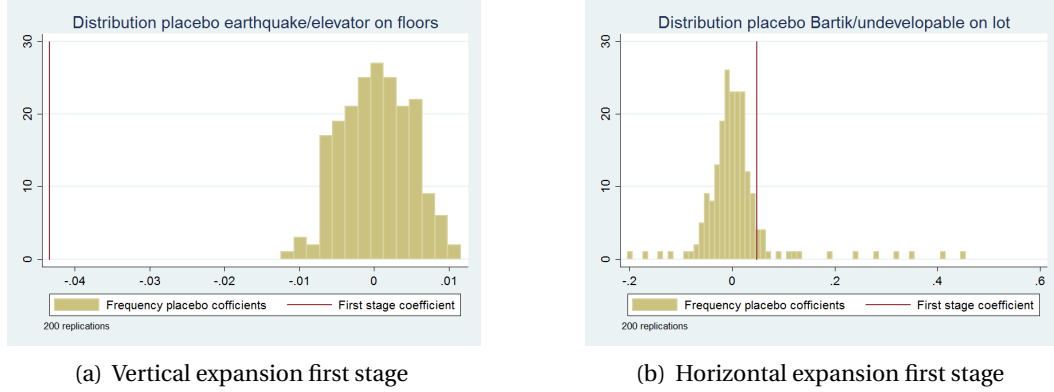 Distribution placebo earthquake/elevator on floors
30
20
10
0
-.04 -.03 -.02 -.01 0 .01
Frequency placebo cofficients First stage coefficient
200 replications
(a) Vertical expansion first stage
Distribution placebo Bartik/undevelopable on lot
30
20
10
0
-.2 0 .2 .4 .6
Frequency placebo cofficients First stage coefficient
200 replications
(b) Horizontal expansion first stage